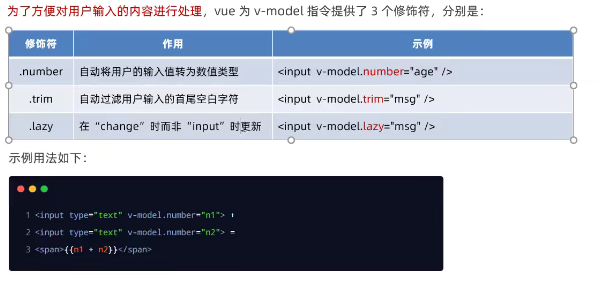 为了方便对用户输入的内容进行处理，vue 为 v-model 指令提供了 3 个修饰符，分别是：
修饰符 作用 示例
.number 自动将用户的输入值转为数值类型 <input v-model.number="age" />
.trim 自动过滤用户输入的首尾空白字符 <input v-model.trim="msg" />
.lazy 在“change”时而非“input”时更新 <input v-model.lazy="msg" />
示例用法如下：
1 <input type="text" v-model.number="n1"> +
2 <input type="text" v-model.number="n2"> =
3 <span>{{n1 + n2}}</span>